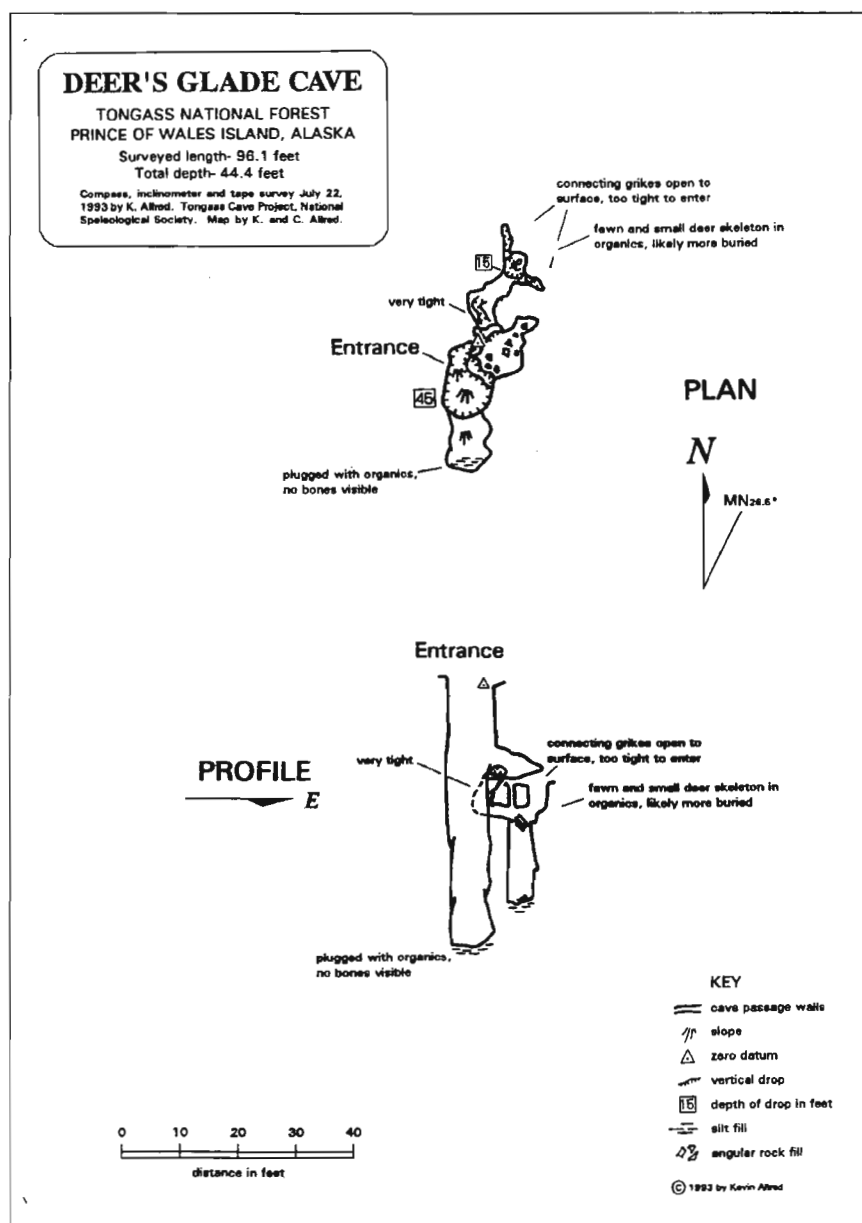 DEER'S GLADE CAVE
TONGASS NATIONAL FOREST
PRINCE OF WALES ISLAND, ALASKA
Surveyed length- 96.1 feet
Total depth- 44.4 feet
Compass, inclinometer and tape survey July 22,
1993 by K. Allred. Tongass Cave Project, National
Speleological Society. Map by K. and C. Allred.
connecting grikes open to
surface, too tight to enter
fawn and small deer skeleton in
organics, likely more buried
15
very tight
Entrance
45
plugged with organics,
no bones visible
PLAN
N
MN26.6°
Entrance
PROFILE
E
very tight
connecting grikes open to
surface, too tight to enter
fawn and small deer skeleton in
organics, likely more buried
plugged with organics,
no bones visible
KEY
cave passage walls
slope
zero datum
vertical drop
15 depth of drop in feet
silt fill
angular rock fill
0 10 20 30 40
distance in feet
© 1993 by Kevin Allred